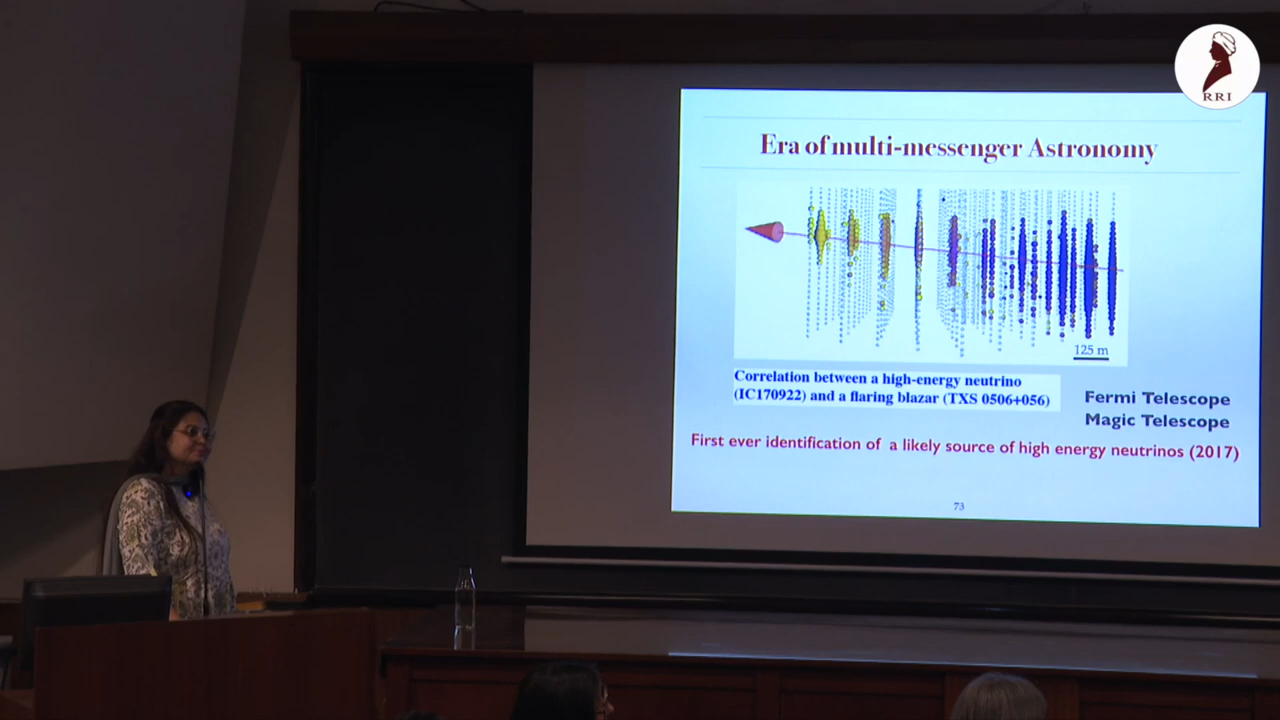 RRI
Era of multi-messenger Astronomy
125 m
Correlation between a high-energy neutrino
(IC170922) and a flaring blazar (TXS 0506+056)
Fermi Telescope
Magic Telescope
First ever identification of a likely source of high energy neutrinos (2017)
73